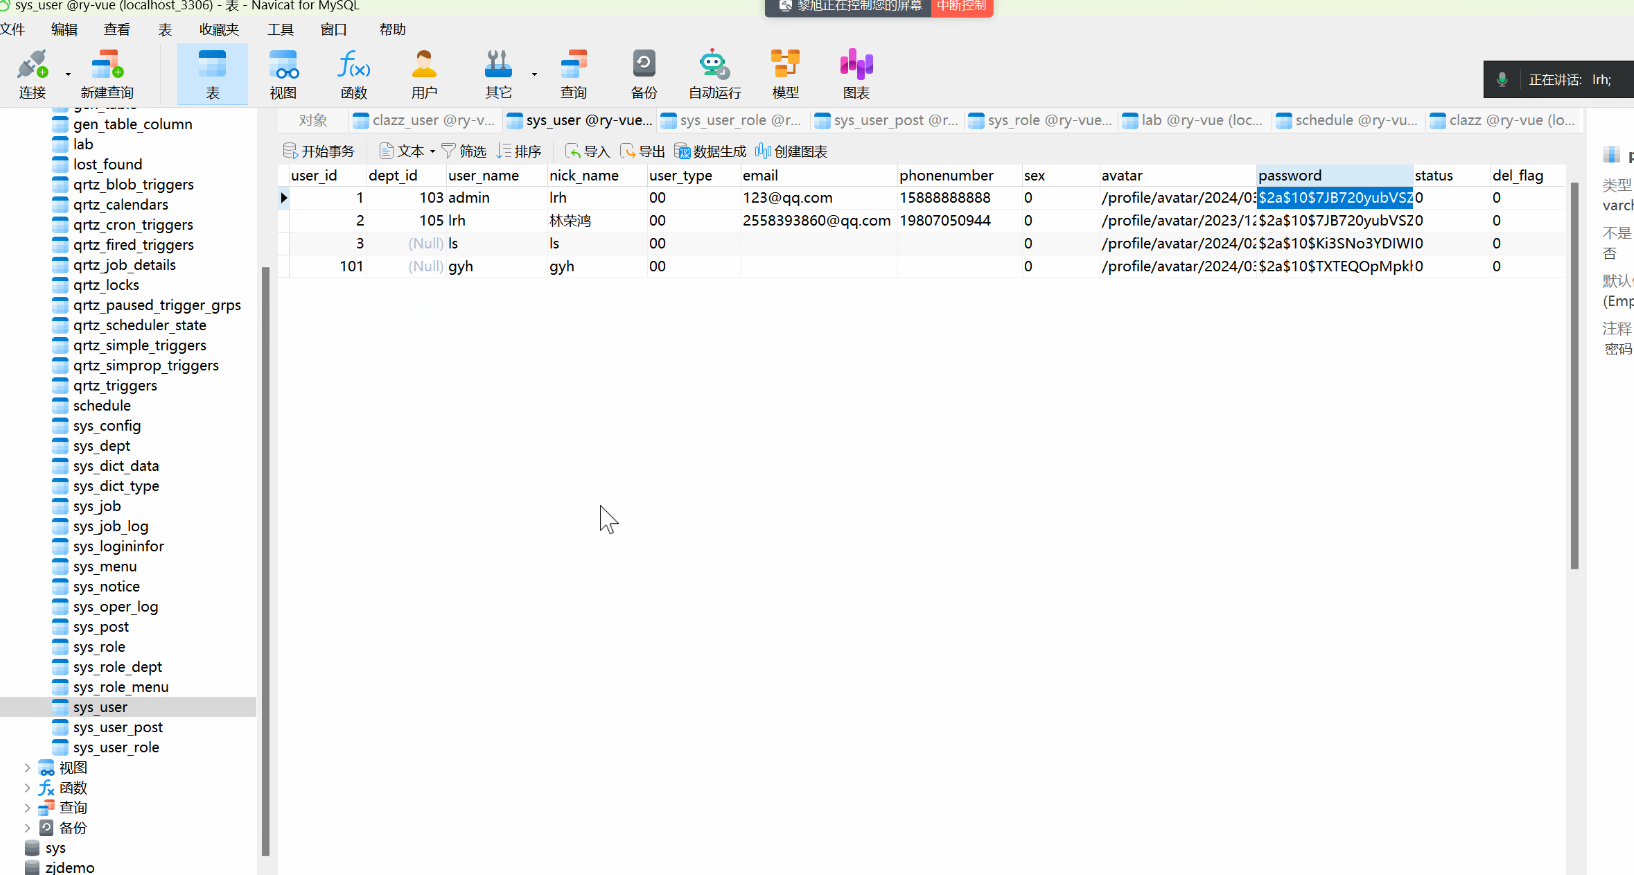 sys_user @ry-vue (localhost_3306) - 表 - Navicat for MySQL
黎旭正在控制您的屏幕 中断控制
文件 编辑 查看 表 收藏夹 工具 窗口 帮助
连接 新建查询 表 视图 函数 用户 其它 查询 备份 自动运行 模型 图表
正在讲话: lrh;
对象 clazz_user @ry-v... sys_user @ry-vue... sys_user_role @r... sys_user_post @r... sys_role @ry-vue... lab @ry-vue (loc... schedule @ry-vu... clazz @ry-vue (lo...
开始事务 文本 筛选 排序 导入 导出 数据生成 创建图表
user_id dept_id user_name nick_name user_type email phonenumber sex avatar password status del_flag
1 103 admin lrh 00 123@qq.com 15888888888 0 /profile/avatar/2024/03 $2a$10$7JB720yubVSZ 0 0
2 105 lrh 林荣鸿 00 2558393860@qq.com 19807050944 0 /profile/avatar/2023/12 $2a$10$7JB720yubVSZ 0 0
3 (Null) ls ls 00 0 /profile/avatar/2024/02 $2a$10$Ki3SNo3YDIWI 0 0
101 (Null) gyh gyh 00 0 /profile/avatar/2024/03 $2a$10$TXTEQOpMpkl 0 0
gen_table
gen_table_column
lab
lost_found
qrtz_blob_triggers
qrtz_calendars
qrtz_cron_triggers
qrtz_fired_triggers
qrtz_job_details
qrtz_locks
qrtz_paused_trigger_grps
qrtz_scheduler_state
qrtz_simple_triggers
qrtz_simprop_triggers
qrtz_triggers
schedule
sys_config
sys_dept
sys_dict_data
sys_dict_type
sys_job
sys_job_log
sys_logininfor
sys_menu
sys_notice
sys_oper_log
sys_post
sys_role
sys_role_dept
sys_role_menu
sys_user
sys_user_post
sys_user_role
视图
函数
查询
备份
sys
zjdemo
类型
varch
不是
否
默认
(Emp
注释
密码